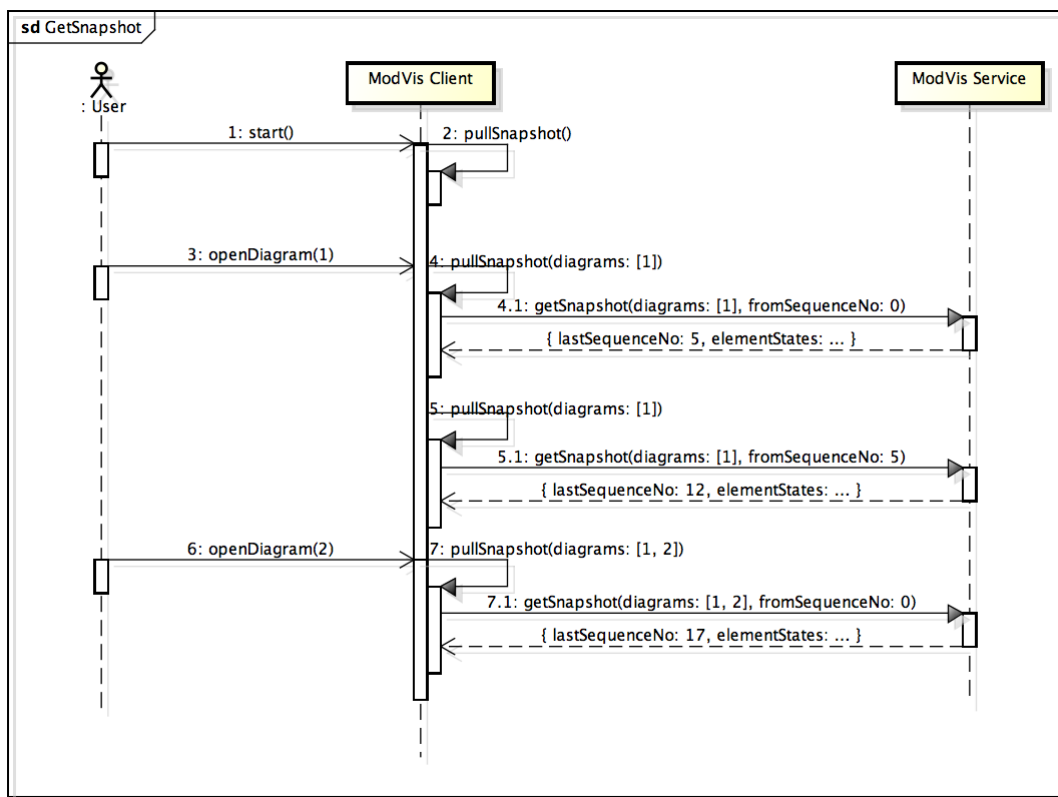 sd GetSnapshot
: User
ModVis Client
ModVis Service
1: start()
2: pullSnapshot()
3: openDiagram(1)
4: pullSnapshot(diagrams: [1])
4.1: getSnapshot(diagrams: [1], fromSequenceNo: 0)
{ lastSequenceNo: 5, elementStates: ... }
5: pullSnapshot(diagrams: [1])
5.1: getSnapshot(diagrams: [1], fromSequenceNo: 5)
{ lastSequenceNo: 12, elementStates: ... }
6: openDiagram(2)
7: pullSnapshot(diagrams: [1, 2])
7.1: getSnapshot(diagrams: [1, 2], fromSequenceNo: 0)
{ lastSequenceNo: 17, elementStates: ... }